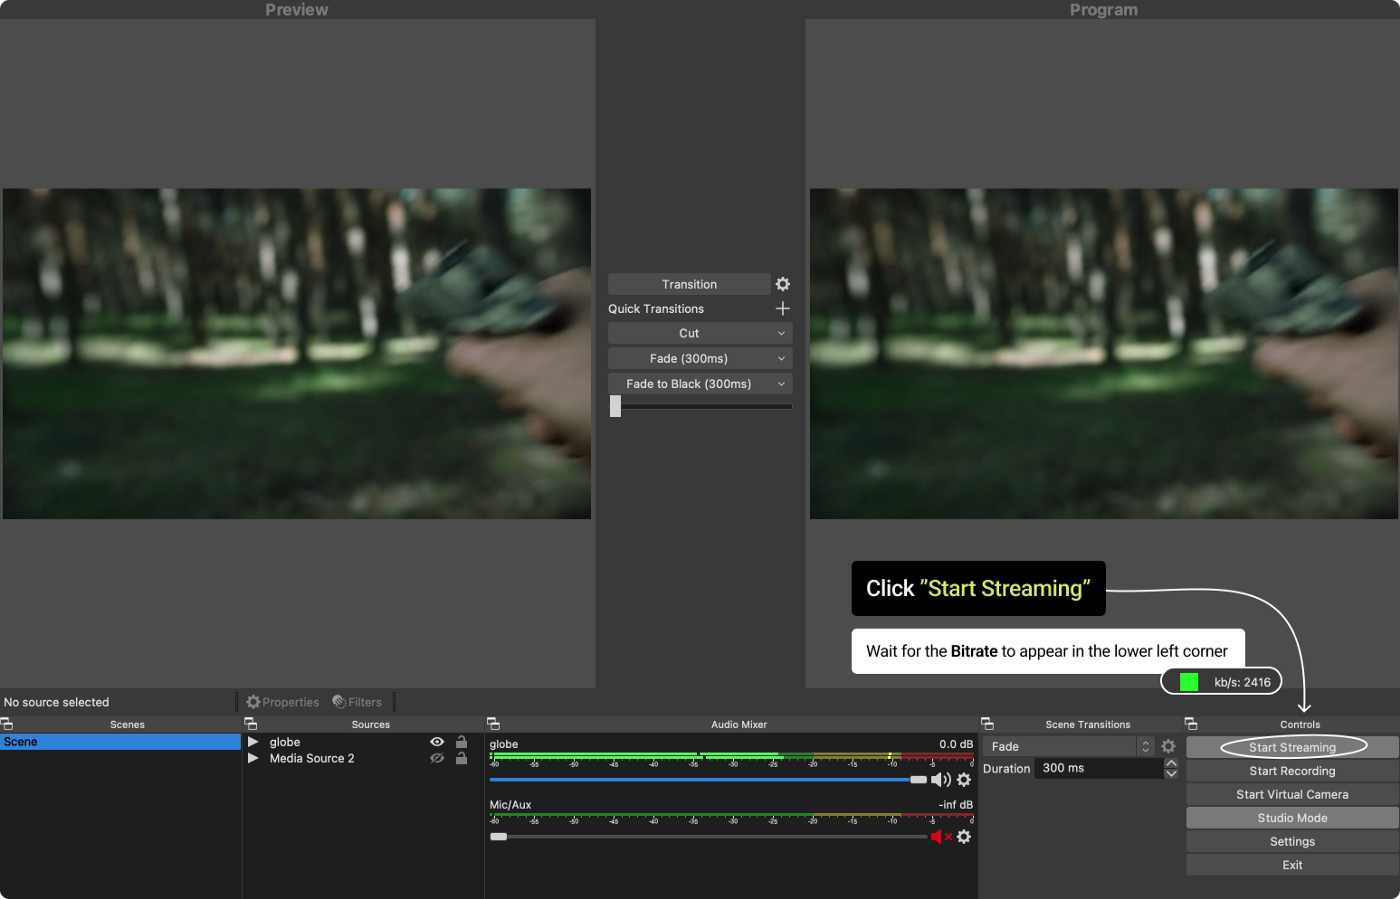 Preview
Program
Transition
Quick Transitions
Cut
Fade (300ms)
Fade to Black (300ms)
Click ”Start Streaming”
Wait for the Bitrate to appear in the lower left corner
kb/s: 2416
No source selected
Properties
Filters
Scenes
Scene
Sources
globe
Media Source 2
Audio Mixer
globe
0.0 dB
-60 -55 -50 -45 -40 -35 -30 -25 -20 -15 -10 -5 0
Mic/Aux
-inf dB
-60 -55 -50 -45 -40 -35 -30 -25 -20 -15 -10 -5 0
Scene Transitions
Fade
Duration
300 ms
Controls
Start Streaming
Start Recording
Start Virtual Camera
Studio Mode
Settings
Exit